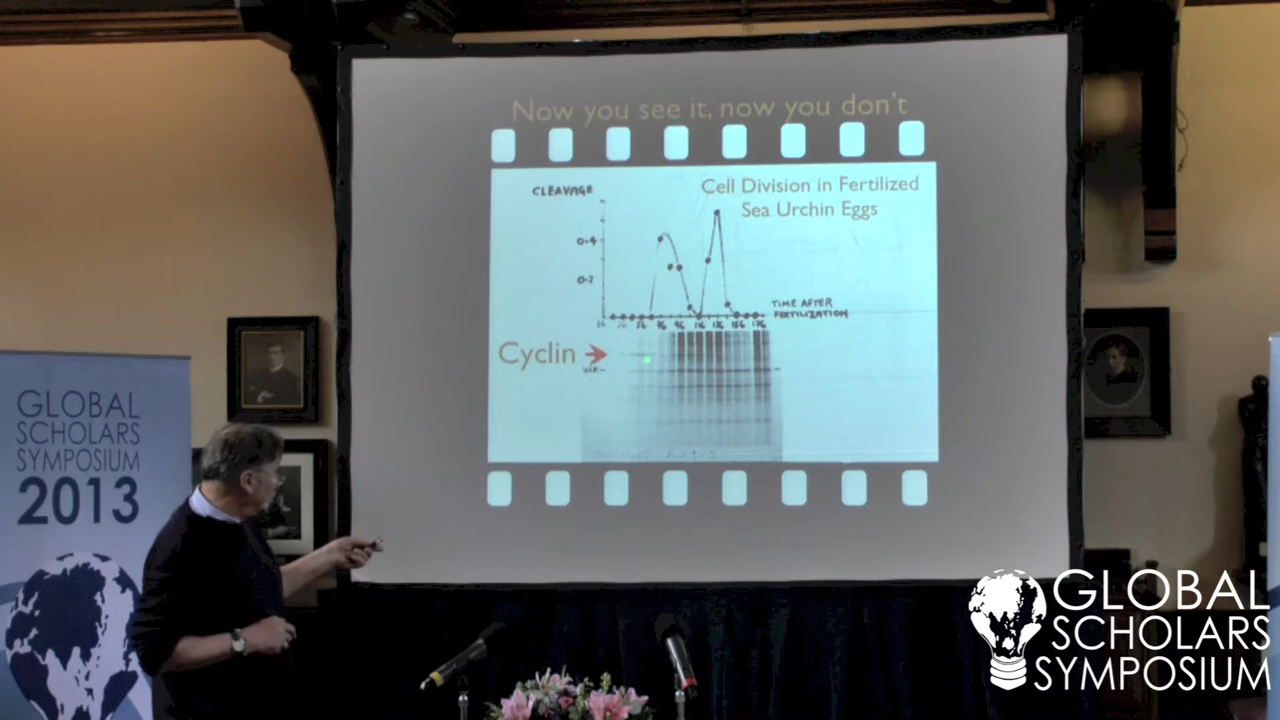 Now you see it, now you don't
CLEAVAGE
Cell Division in Fertilized
Sea Urchin Eggs
0.4
0.2
TIME AFTER
FERTILIZATION
Cyclin
GLOBAL
SCHOLARS
SYMPOSIUM
2013
GLOBAL
SCHOLARS
SYMPOSIUM